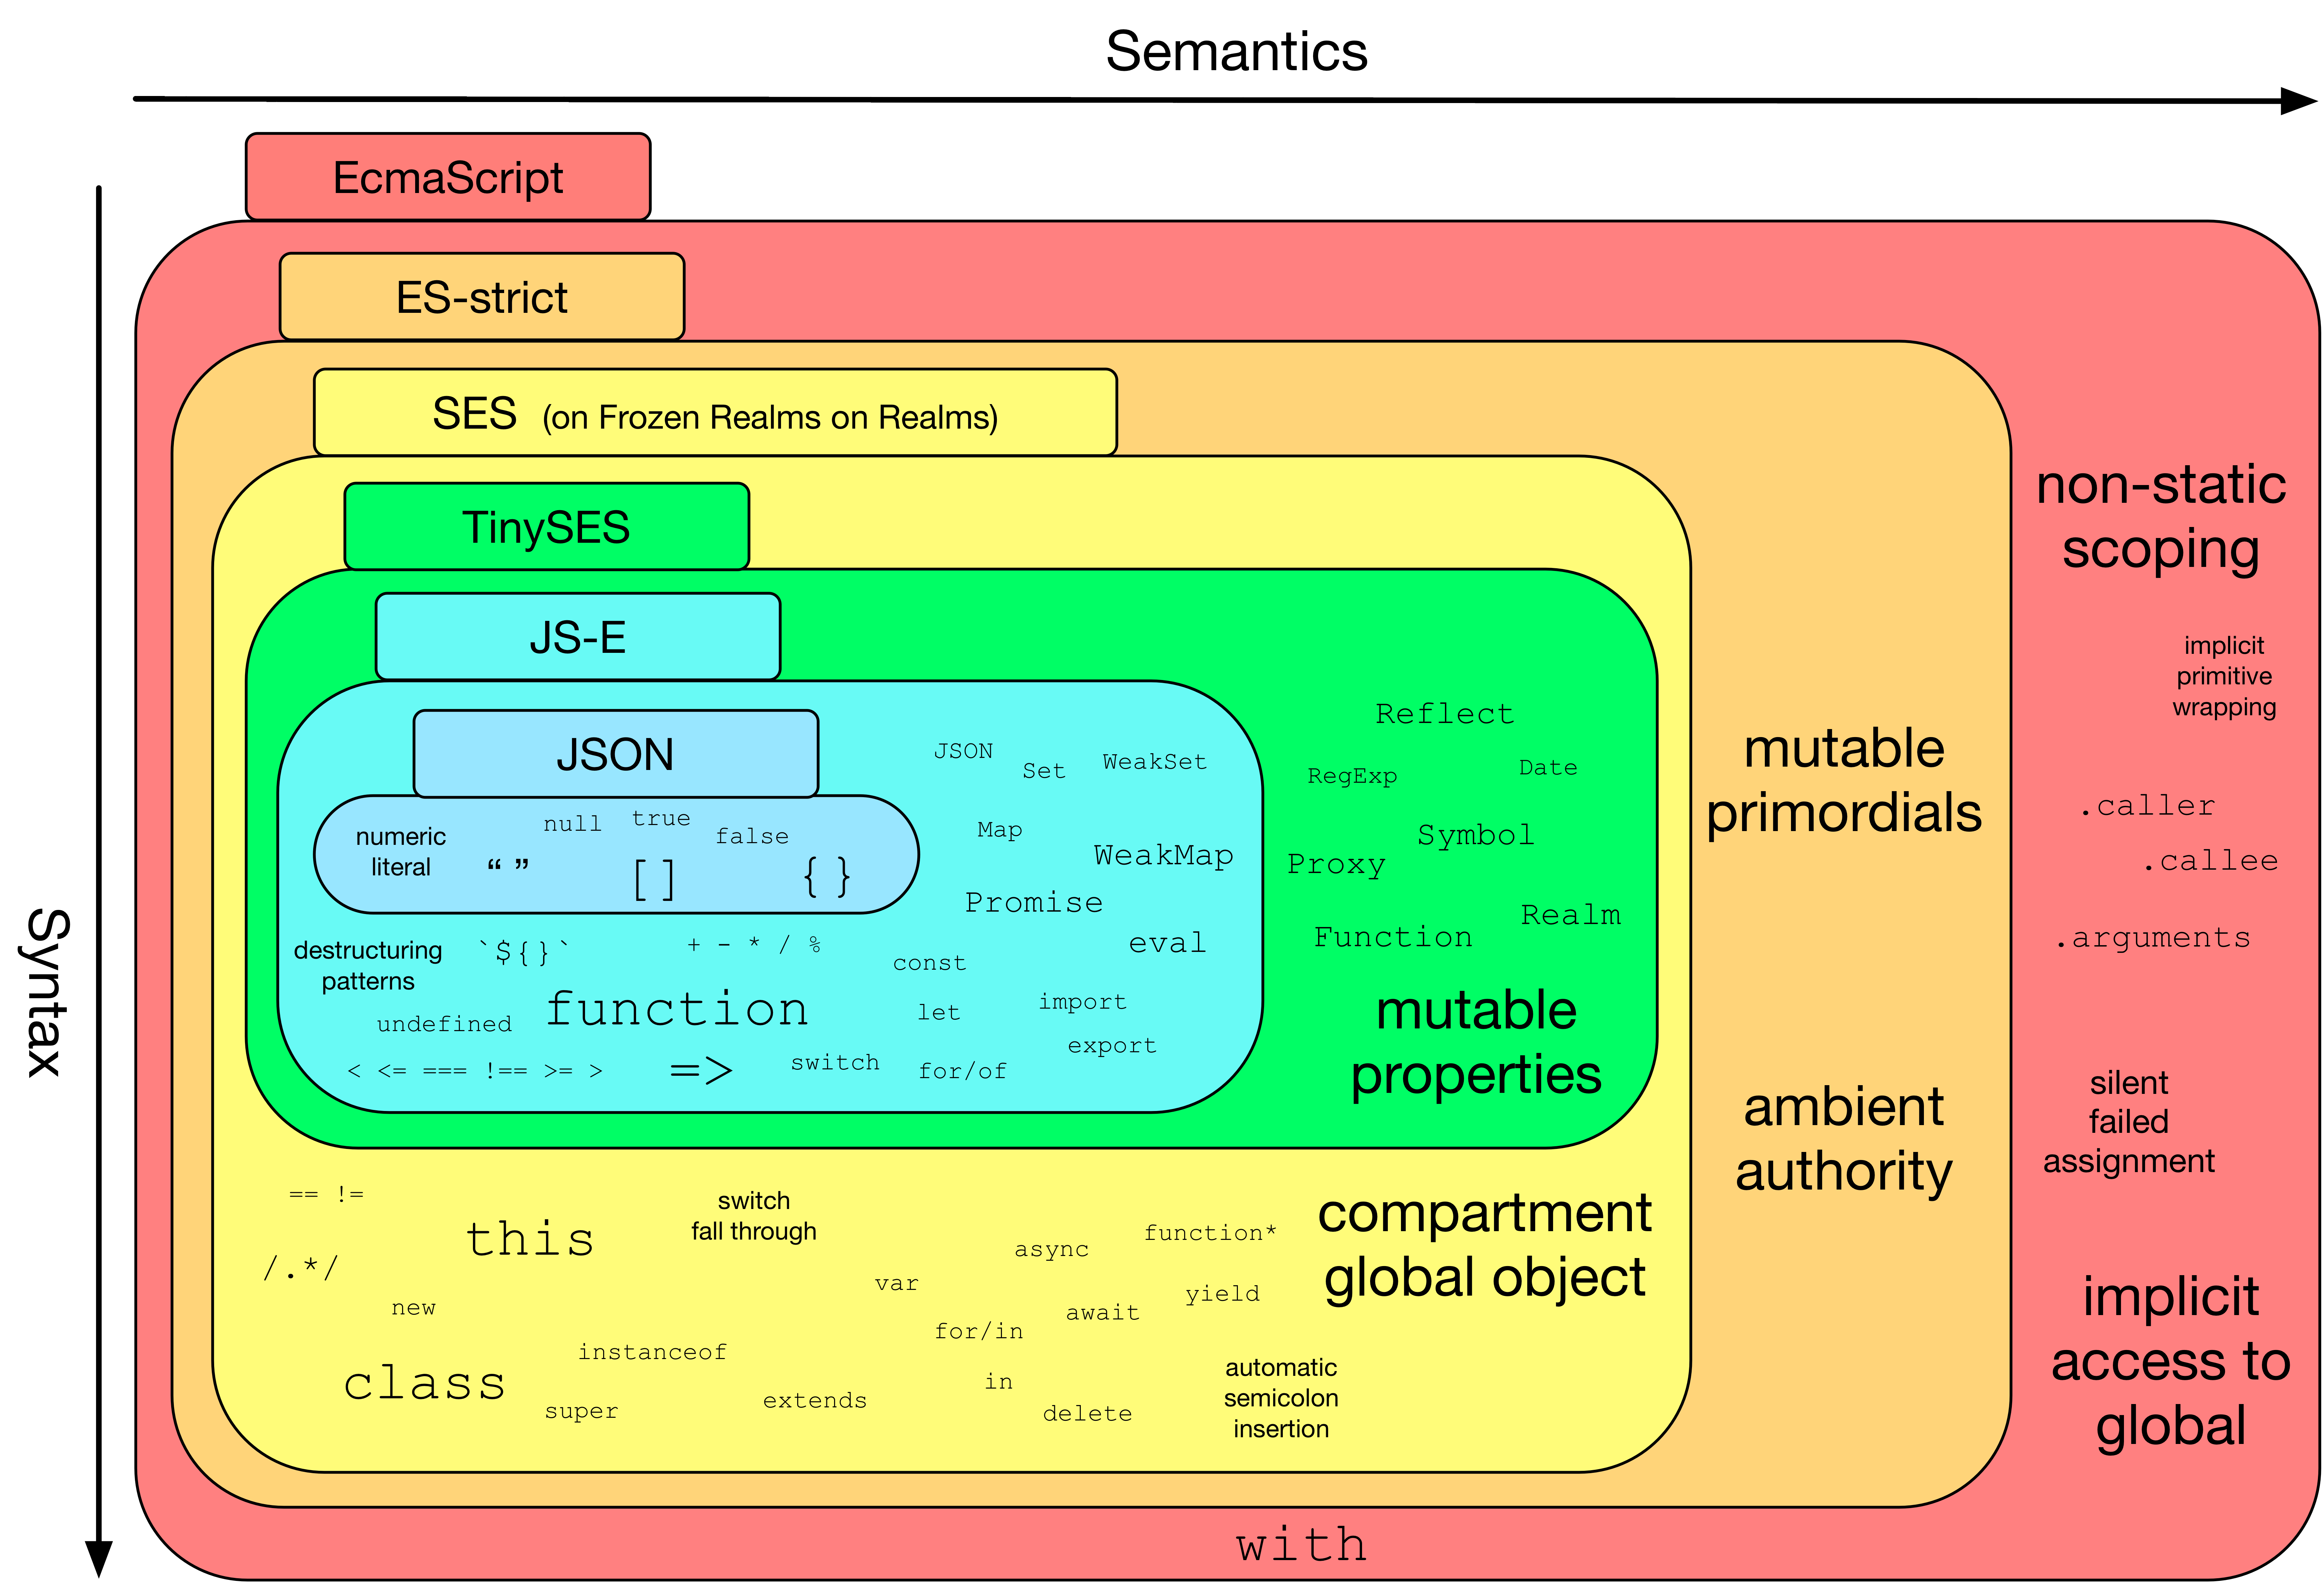 Semantics
Syntax
EcmaScript
ES-strict
SES (on Frozen Realms on Realms)
TinySES
JS-E
JSON
numeric
literal
null
true
false
“ ”
[ ]
{ }
JSON
Set
WeakSet
Map
WeakMap
Promise
eval
destructuring
patterns
`${}`
+ - * / %
const
undefined
function
let
import
export
< <= === !== >= >
=>
switch
for/of
Reflect
RegExp
Date
Symbol
Proxy
Realm
Function
mutable
properties
== !=
this
switch
fall through
/.*/
new
var
async
function*
yield
await
for/in
instanceof
class
super
extends
in
delete
automatic
semicolon
insertion
compartment
global object
mutable
primordials
ambient
authority
non-static
scoping
implicit
primitive
wrapping
.caller
.callee
.arguments
silent
failed
assignment
implicit
access to
global
with